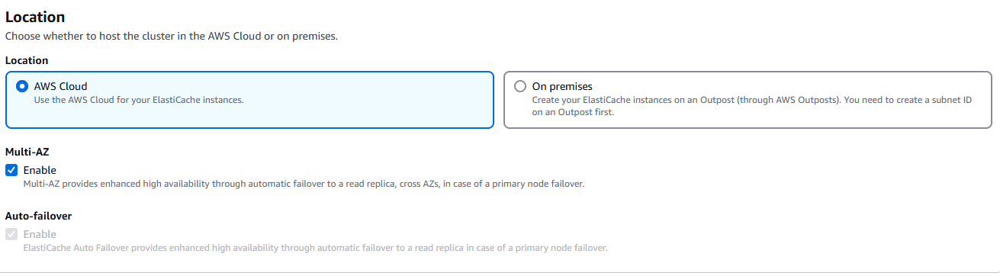 Location
Choose whether to host the cluster in the AWS Cloud or on premises.
Location
AWS Cloud
Use the AWS Cloud for your ElastiCache instances.
On premises
Create your ElastiCache instances on an Outpost (through AWS Outposts). You need to create a subnet ID
on an Outpost first.
Multi-AZ
Enable
Multi-AZ provides enhanced high availability through automatic failover to a read replica, cross AZs, in case of a primary node failover.
Auto-failover
Enable
ElastiCache Auto Failover provides enhanced high availability through automatic failover to a read replica in case of a primary node failover.